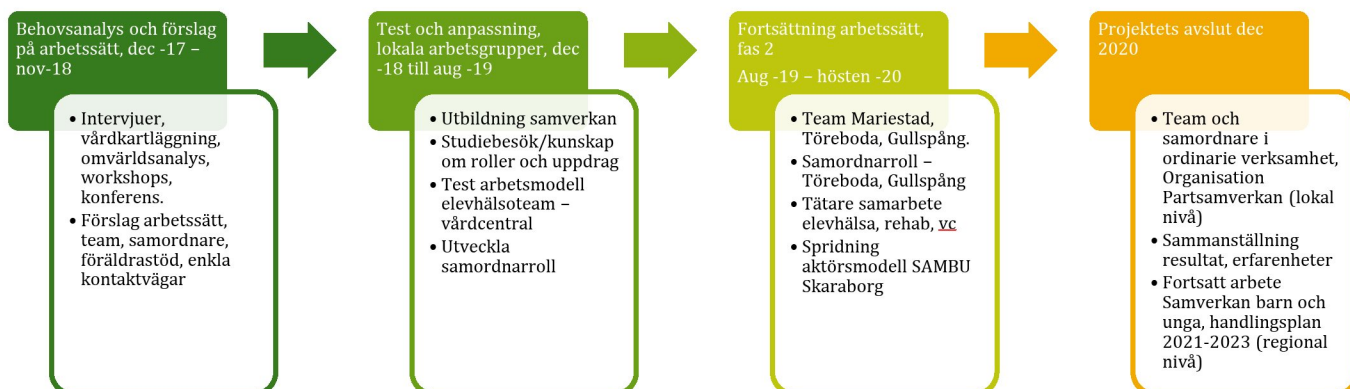 Behovsanalys och förslag
på arbetssätt, dec -17 –
nov-18
• Intervjuer,
vårdkartläggning,
omvärldsanalys,
workshops,
konferens.
• Förslag arbetssätt,
team, samordnare,
föräldrastöd, enkla
kontaktvägar
Test och anpassning,
lokala arbetsgrupper, dec
-18 till aug -19
• Utbildning samverkan
• Studiebesök/kunskap
om roller och uppdrag
• Test arbetsmodell
elevhälsoteam –
vårdcentral
• Utveckla
samordnarroll
Fortsättning arbetssätt,
fas 2
Aug -19 – hösten -20
• Team Mariestad,
Töreboda, Gullspång.
• Samordnarroll –
Töreboda, Gullspång
• Tätare samarbete
elevhälsa, rehab, vc
• Spridning
aktörsmodell SAMBU
Skaraborg
Projektets avslut dec
2020
• Team och
samordnare i
ordinarie verksamhet,
Organisation
Partsamverkan (lokal
nivå)
• Sammanställning
resultat, erfarenheter
• Fortsatt arbete
Samverkan barn och
unga, handlingsplan
2021-2023 (regional
nivå)